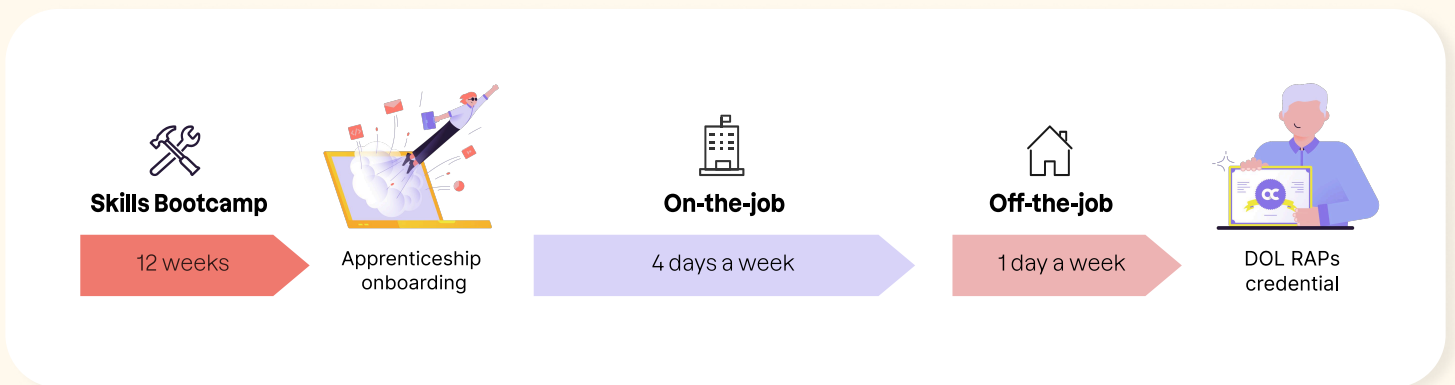 Skills Bootcamp
12 weeks
Apprenticeship
onboarding
On-the-job
4 days a week
Off-the-job
1 day a week
OC
DOL RAPs
credential